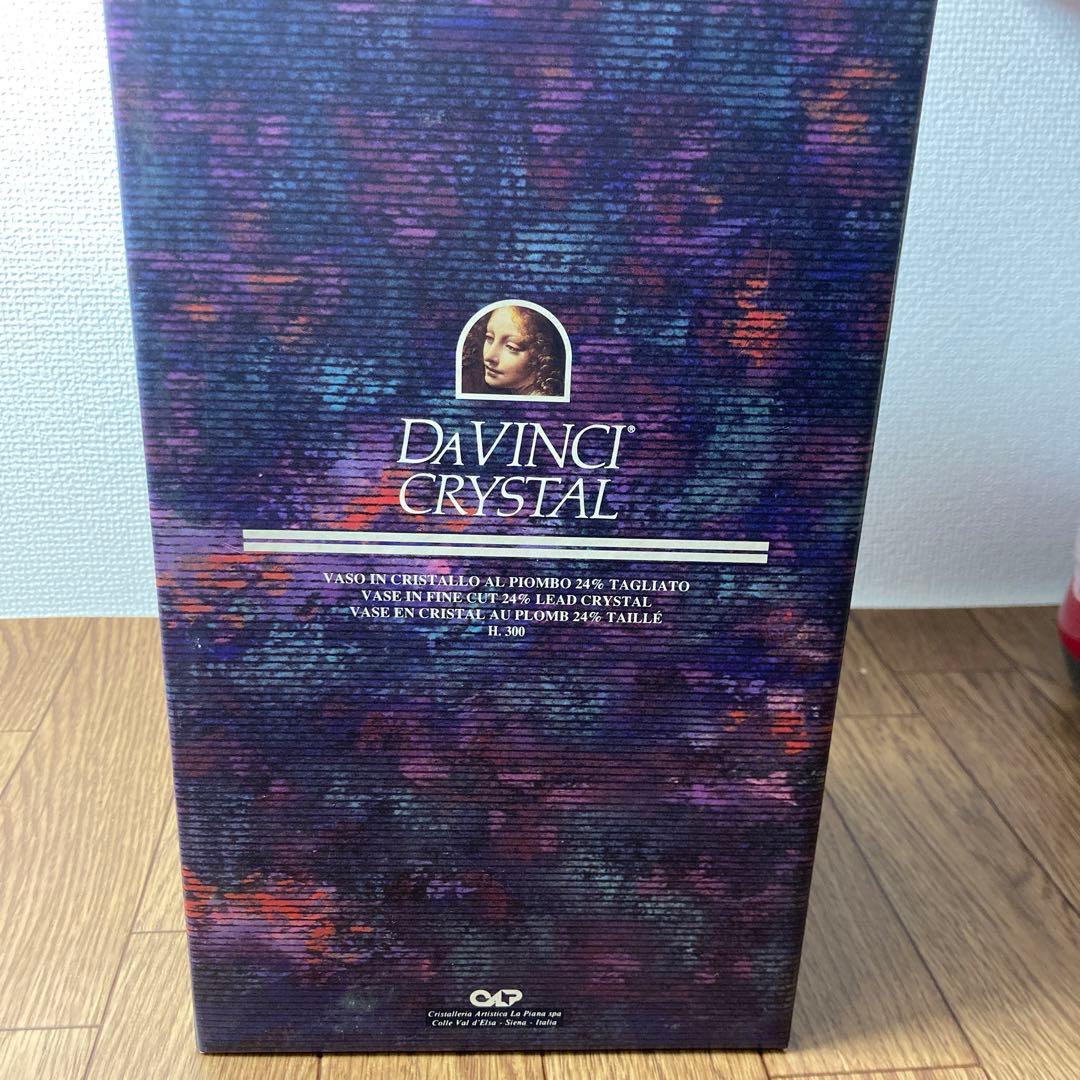 DAVINCI®
CRYSTAL
VASO IN CRISTALLO AL PIOMBO 24% TAGLIATO
VASE IN FINE CUT 24% LEAD CRYSTAL
VASE EN CRISTAL AU PLOMB 24% TAILLÉ
H. 300
CALP
Cristalleria Artistica La Piana spa
Colle Val d'Elsa - Siena - Italia